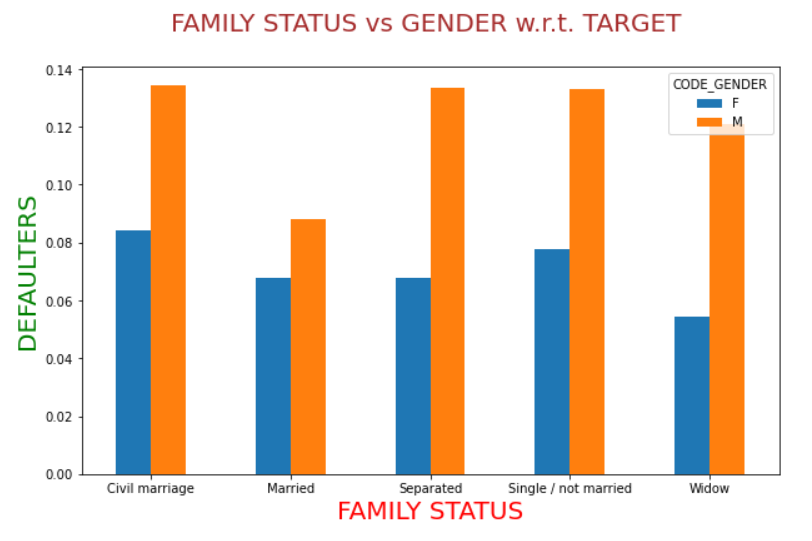 FAMILY STATUS vs GENDER w.r.t. TARGET
DEFAULTERS
0.14
0.12
0.10
0.08
0.06
0.04
0.02
0.00
CODE_GENDER
F
M
Civil marriage
Married
Separated
Single / not married
Widow
FAMILY STATUS